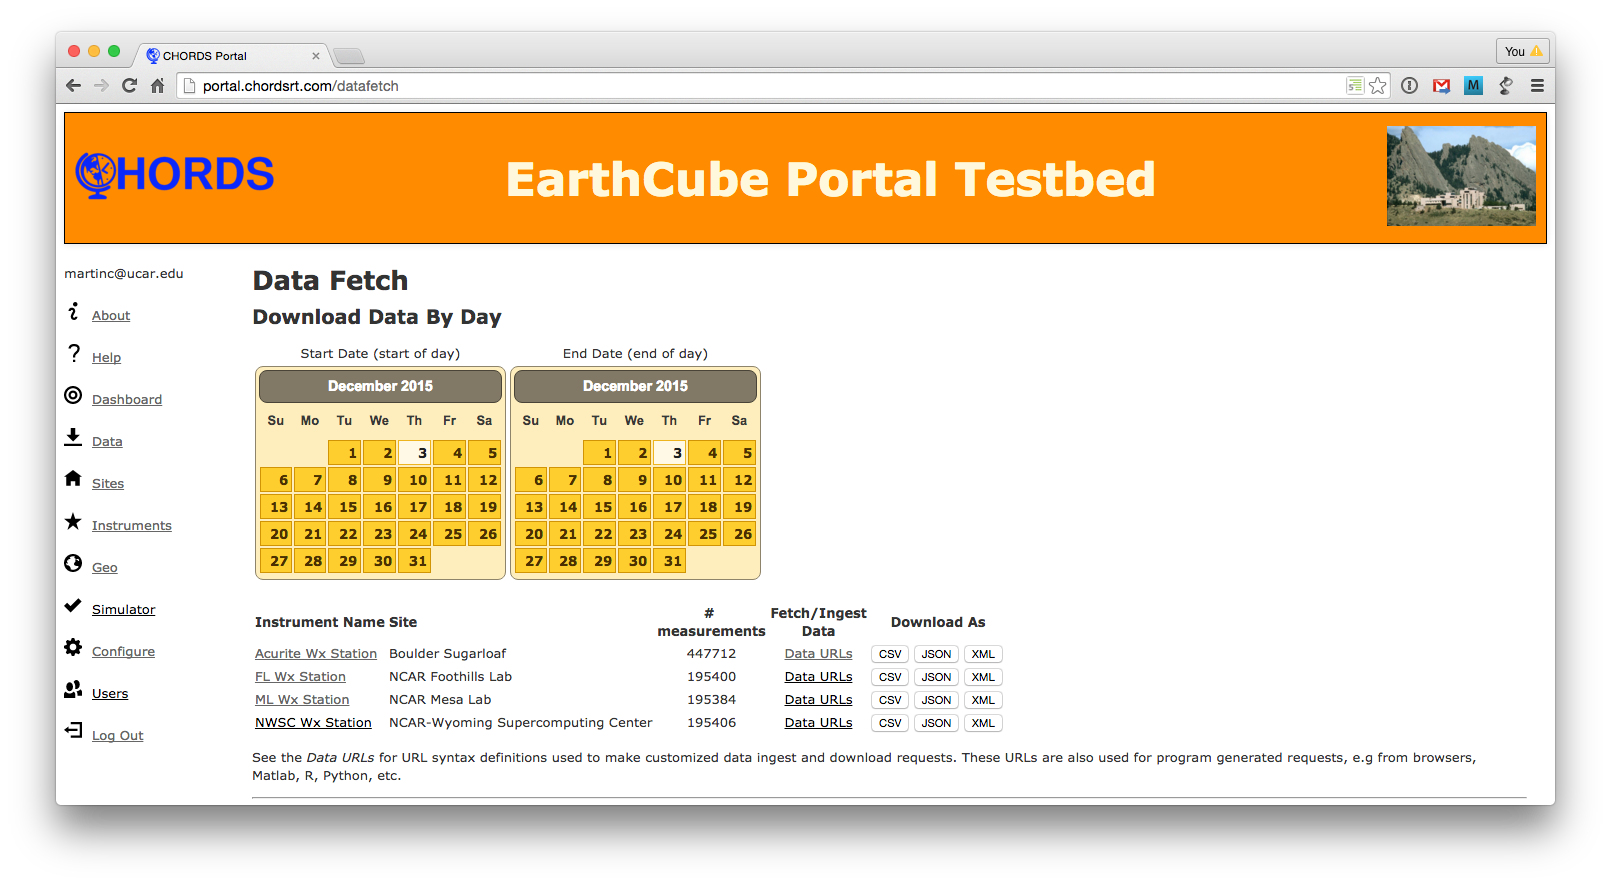 CHORDS Portal
You
portal.chordsrt.com/datafetch
M
CHORDS
EarthCube Portal Testbed
martinc@ucar.edu
About
Help
Dashboard
Data
Sites
Instruments
Geo
Simulator
Configure
Users
Log Out
Data Fetch
Download Data By Day
Start Date (start of day) End Date (end of day)
December 2015 December 2015
Su Mo Tu We Th Fr Sa Su Mo Tu We Th Fr Sa
1 2 3 4 5 1 2 3 4 5
6 7 8 9 10 11 12 6 7 8 9 10 11 12
13 14 15 16 17 18 19 13 14 15 16 17 18 19
20 21 22 23 24 25 26 20 21 22 23 24 25 26
27 28 29 30 31 27 28 29 30 31
Instrument Name Site # measurements Fetch/Ingest Data Download As
Acurite Wx Station Boulder Sugarloaf 447712 Data URLs CSV JSON XML
FL Wx Station NCAR Foothills Lab 195400 Data URLs CSV JSON XML
ML Wx Station NCAR Mesa Lab 195384 Data URLs CSV JSON XML
NWSC Wx Station NCAR-Wyoming Supercomputing Center 195406 Data URLs CSV JSON XML
See the Data URLs for URL syntax definitions used to make customized data ingest and download requests. These URLs are also used for program generated requests, e.g from browsers,
Matlab, R, Python, etc.